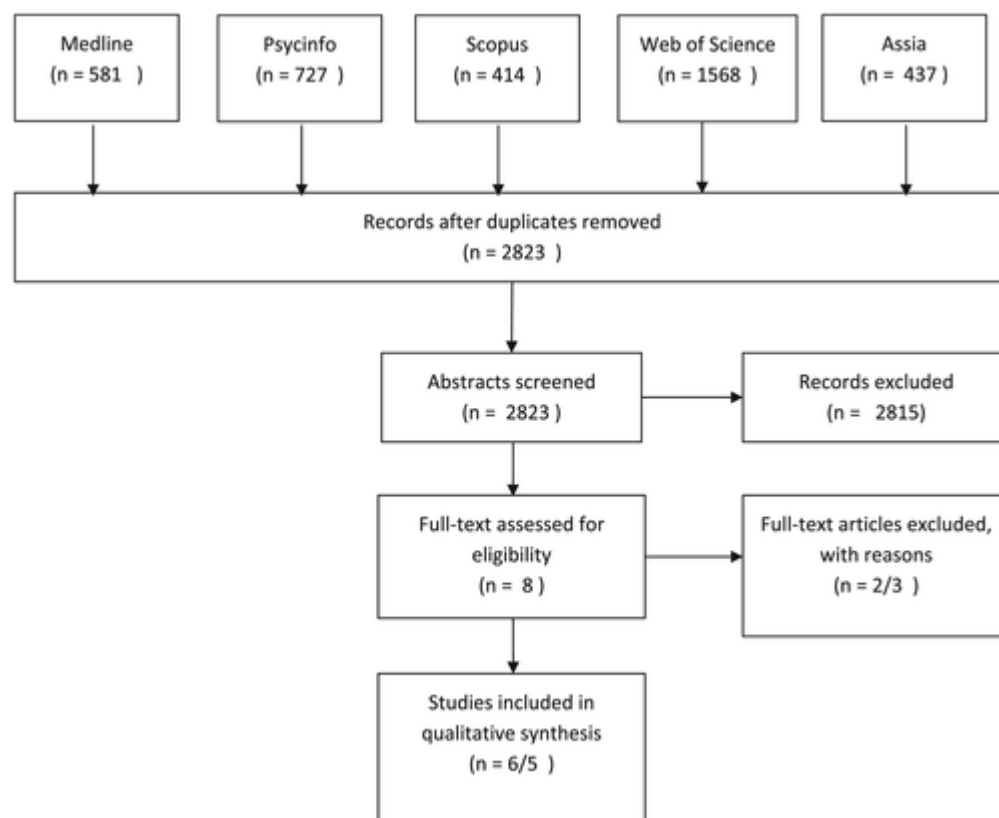 Medline
(n = 581 )
Psycinfo
(n = 727 )
Scopus
(n = 414 )
Web of Science
(n = 1568 )
Assia
(n = 437 )
Records after duplicates removed
(n = 2823 )
Abstracts screened
(n = 2823 )
Records excluded
(n = 2815)
Full-text assessed for
eligibility
(n = 8 )
Full-text articles excluded,
with reasons
(n = 2/3 )
Studies included in
qualitative synthesis
(n = 6/5 )